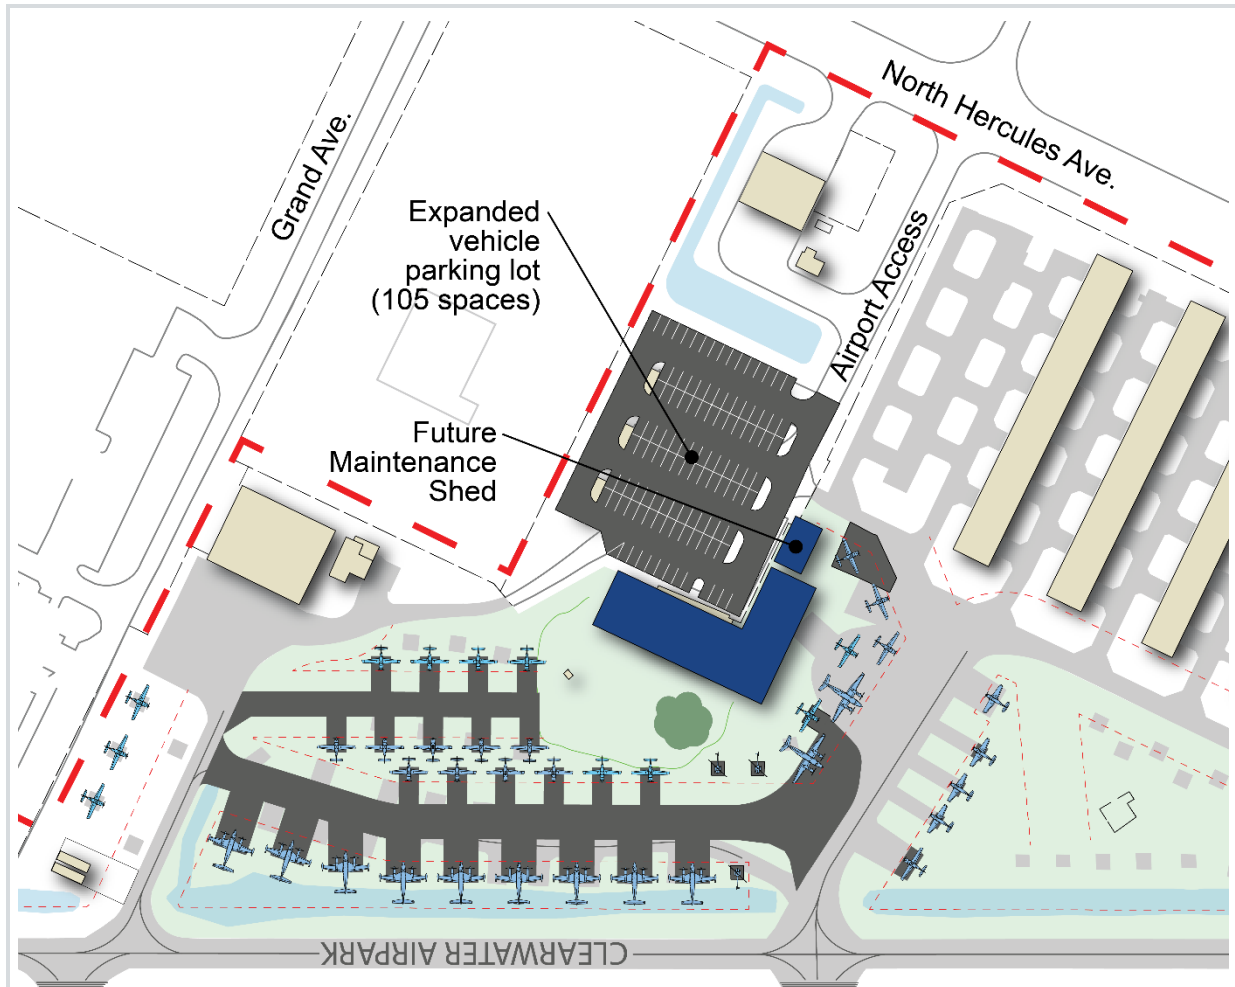 North Hercules Ave.
Grand Ave.
Expanded
vehicle
parking lot
(105 spaces)
Airport Access
Future
Maintenance
Shed
CLEARWATER AIRPARK